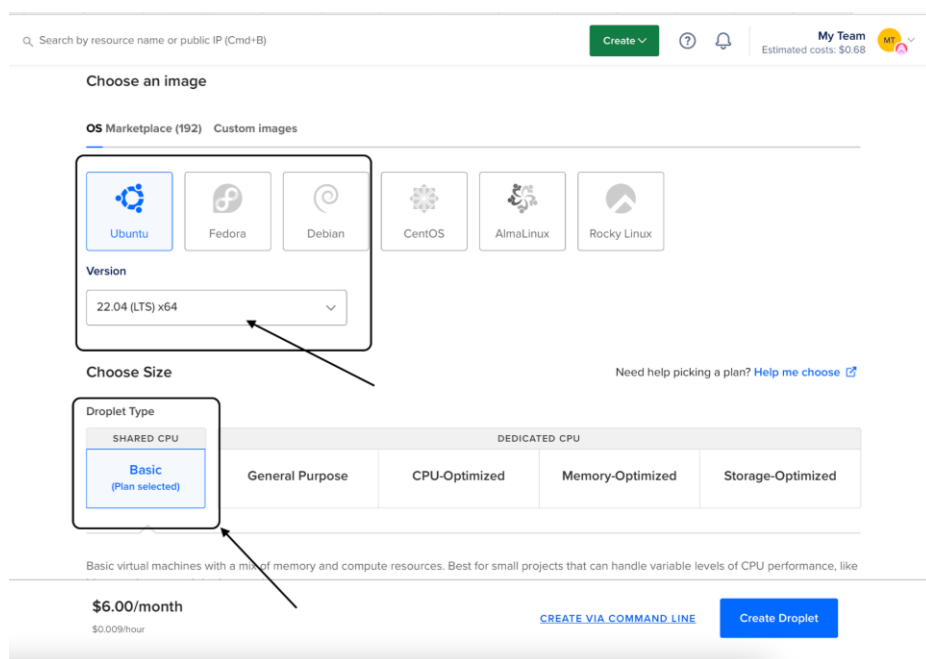 Search by resource name or public IP (Cmd+B)
Create
My Team
Estimated costs: $0.68
MT
Choose an image
OS Marketplace (192) Custom images
Ubuntu Fedora Debian CentOS AlmaLinux Rocky Linux
Version
22.04 (LTS) x64
Choose Size
Need help picking a plan? Help me choose
Droplet Type
SHARED CPU DEDICATED CPU
Basic General Purpose CPU-Optimized Memory-Optimized Storage-Optimized
(Plan selected)
Basic virtual machines with a mix of memory and compute resources. Best for small projects that can handle variable levels of CPU performance, like
$6.00/month
$0.009/hour
CREATE VIA COMMAND LINE
Create Droplet